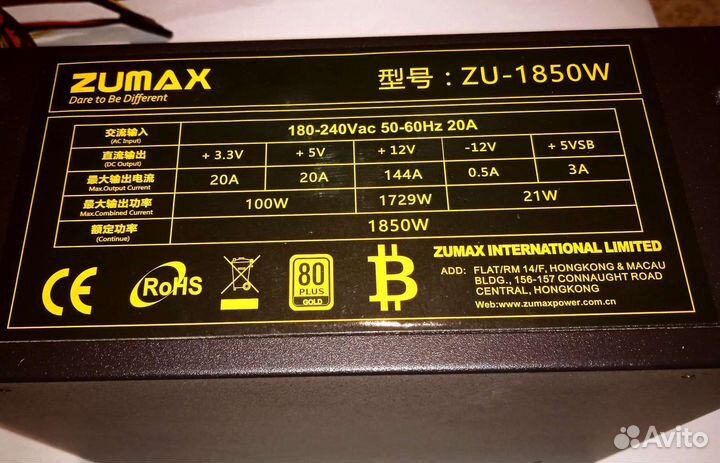 ZUMAX
Dare to Be Different
型号：ZU-1850W
交流输入 180-240Vac 50-60Hz 20A
(AC Input)
直流输出 + 3.3V + 5V + 12V -12V + 5VSB
(DC Output)
最大输出电流 20A 20A 144A 0.5A 3A
Max.Output Current
最大输出功率 100W 1729W 21W
Max.Combined Current
额定功率 1850W
(Continue)
CE
RoHS
80
PLUS
GOLD
ZUMAX INTERNATIONAL LIMITED
ADD: FLAT/RM 14/F, HONGKONG & MACAU
BLDG., 156-157 CONNAUGHT ROAD
CENTRAL, HONGKONG
Web:www.zumaxpower.com.cn
Avito